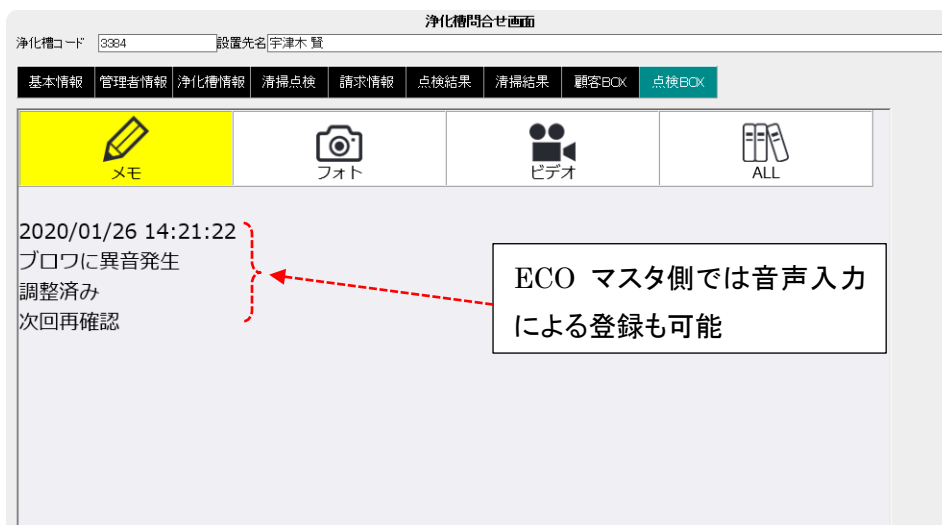 浄化槽問合せ画面
浄化槽コード 3384 設置先名 宇津木 賢
基本情報 管理者情報 浄化槽情報 清掃点検 請求情報 点検結果 清掃結果 顧客BOX 点検BOX
メモ フォト ビデオ ALL
2020/01/26 14:21:22
ブロワに異音発生
調整済み
次回再確認
ECO マスタ側では音声入力
による登録も可能